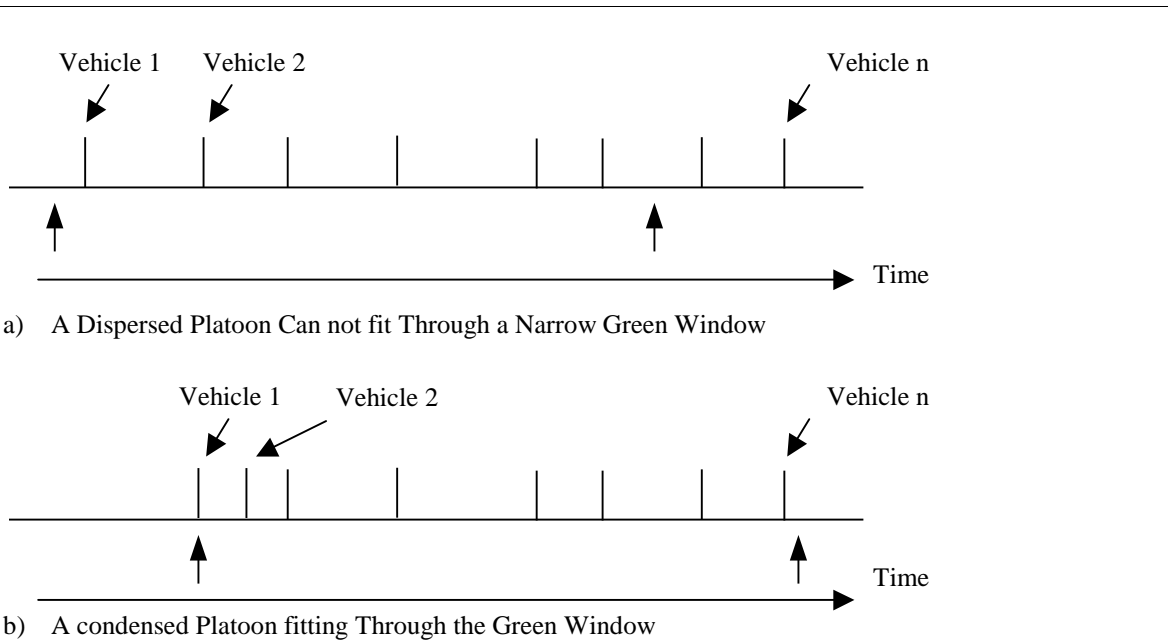 Vehicle 1 Vehicle 2 Vehicle n
Time
a) A Dispersed Platoon Can not fit Through a Narrow Green Window
Vehicle 1 Vehicle 2 Vehicle n
Time
b) A condensed Platoon fitting Through the Green Window